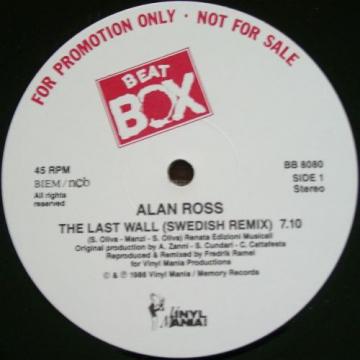 FOR PROMOTION ONLY · NOT FOR SALE
BEAT
BOX
45 RPM
BIEM/ncb
All rights
reserved
BB 8080
SIDE 1
Stereo
ALAN ROSS
THE LAST WALL (SWEDISH REMIX) 7.10
(S. Oliva - Manzi - S. Oliva) Renata Edizioni Musicali
Original production by A. Zanni - S. Cundari - C. Cattafesta
Reproduced & Remixed by Fredrik Ramel
for Vinyl Mania Productions
© & ℗ 1986 Vinyl Mania / Memory Records
VINYL
MANIA